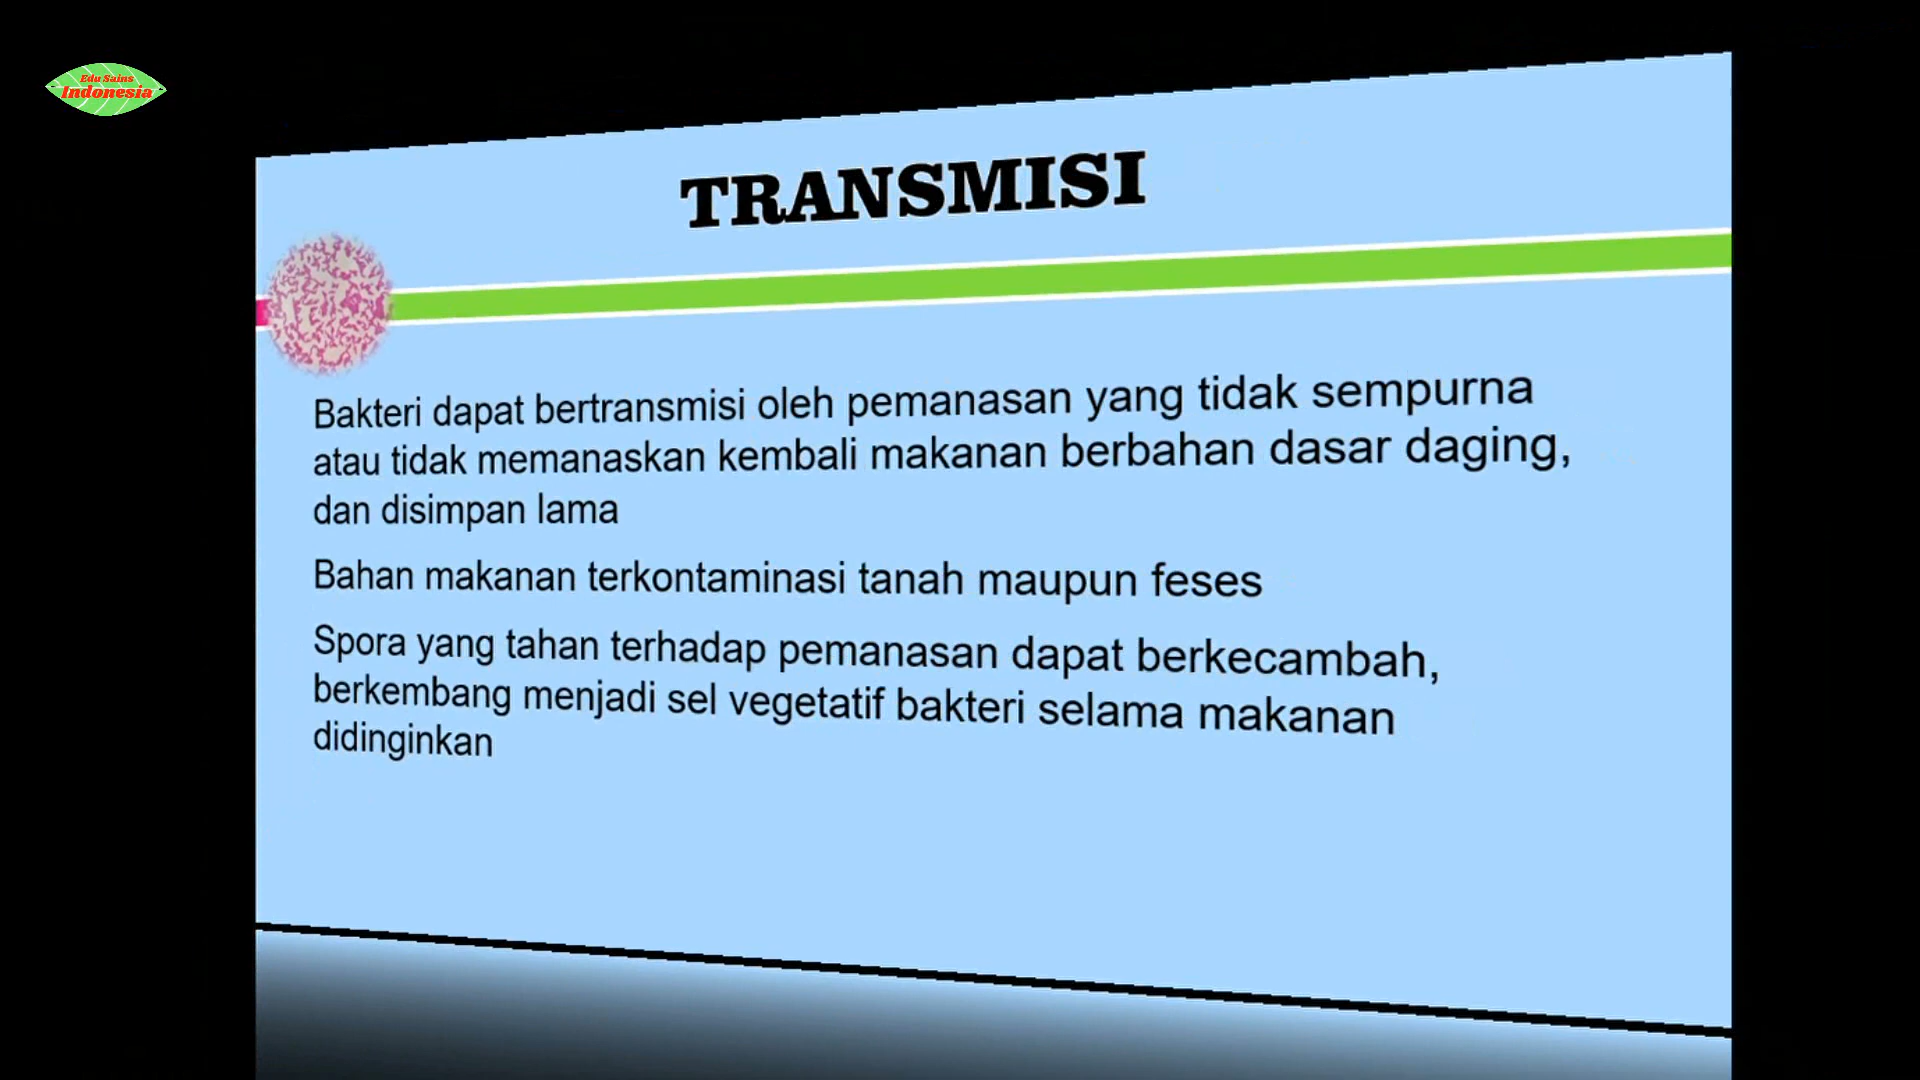 Edu Sains
Indonesia
TRANSMISI
Bakteri dapat bertransmisi oleh pemanasan yang tidak sempurna
atau tidak memanaskan kembali makanan berbahan dasar daging,
dan disimpan lama
Bahan makanan terkontaminasi tanah maupun feses
Spora yang tahan terhadap pemanasan dapat berkecambah,
berkembang menjadi sel vegetatif bakteri selama makanan
didinginkan